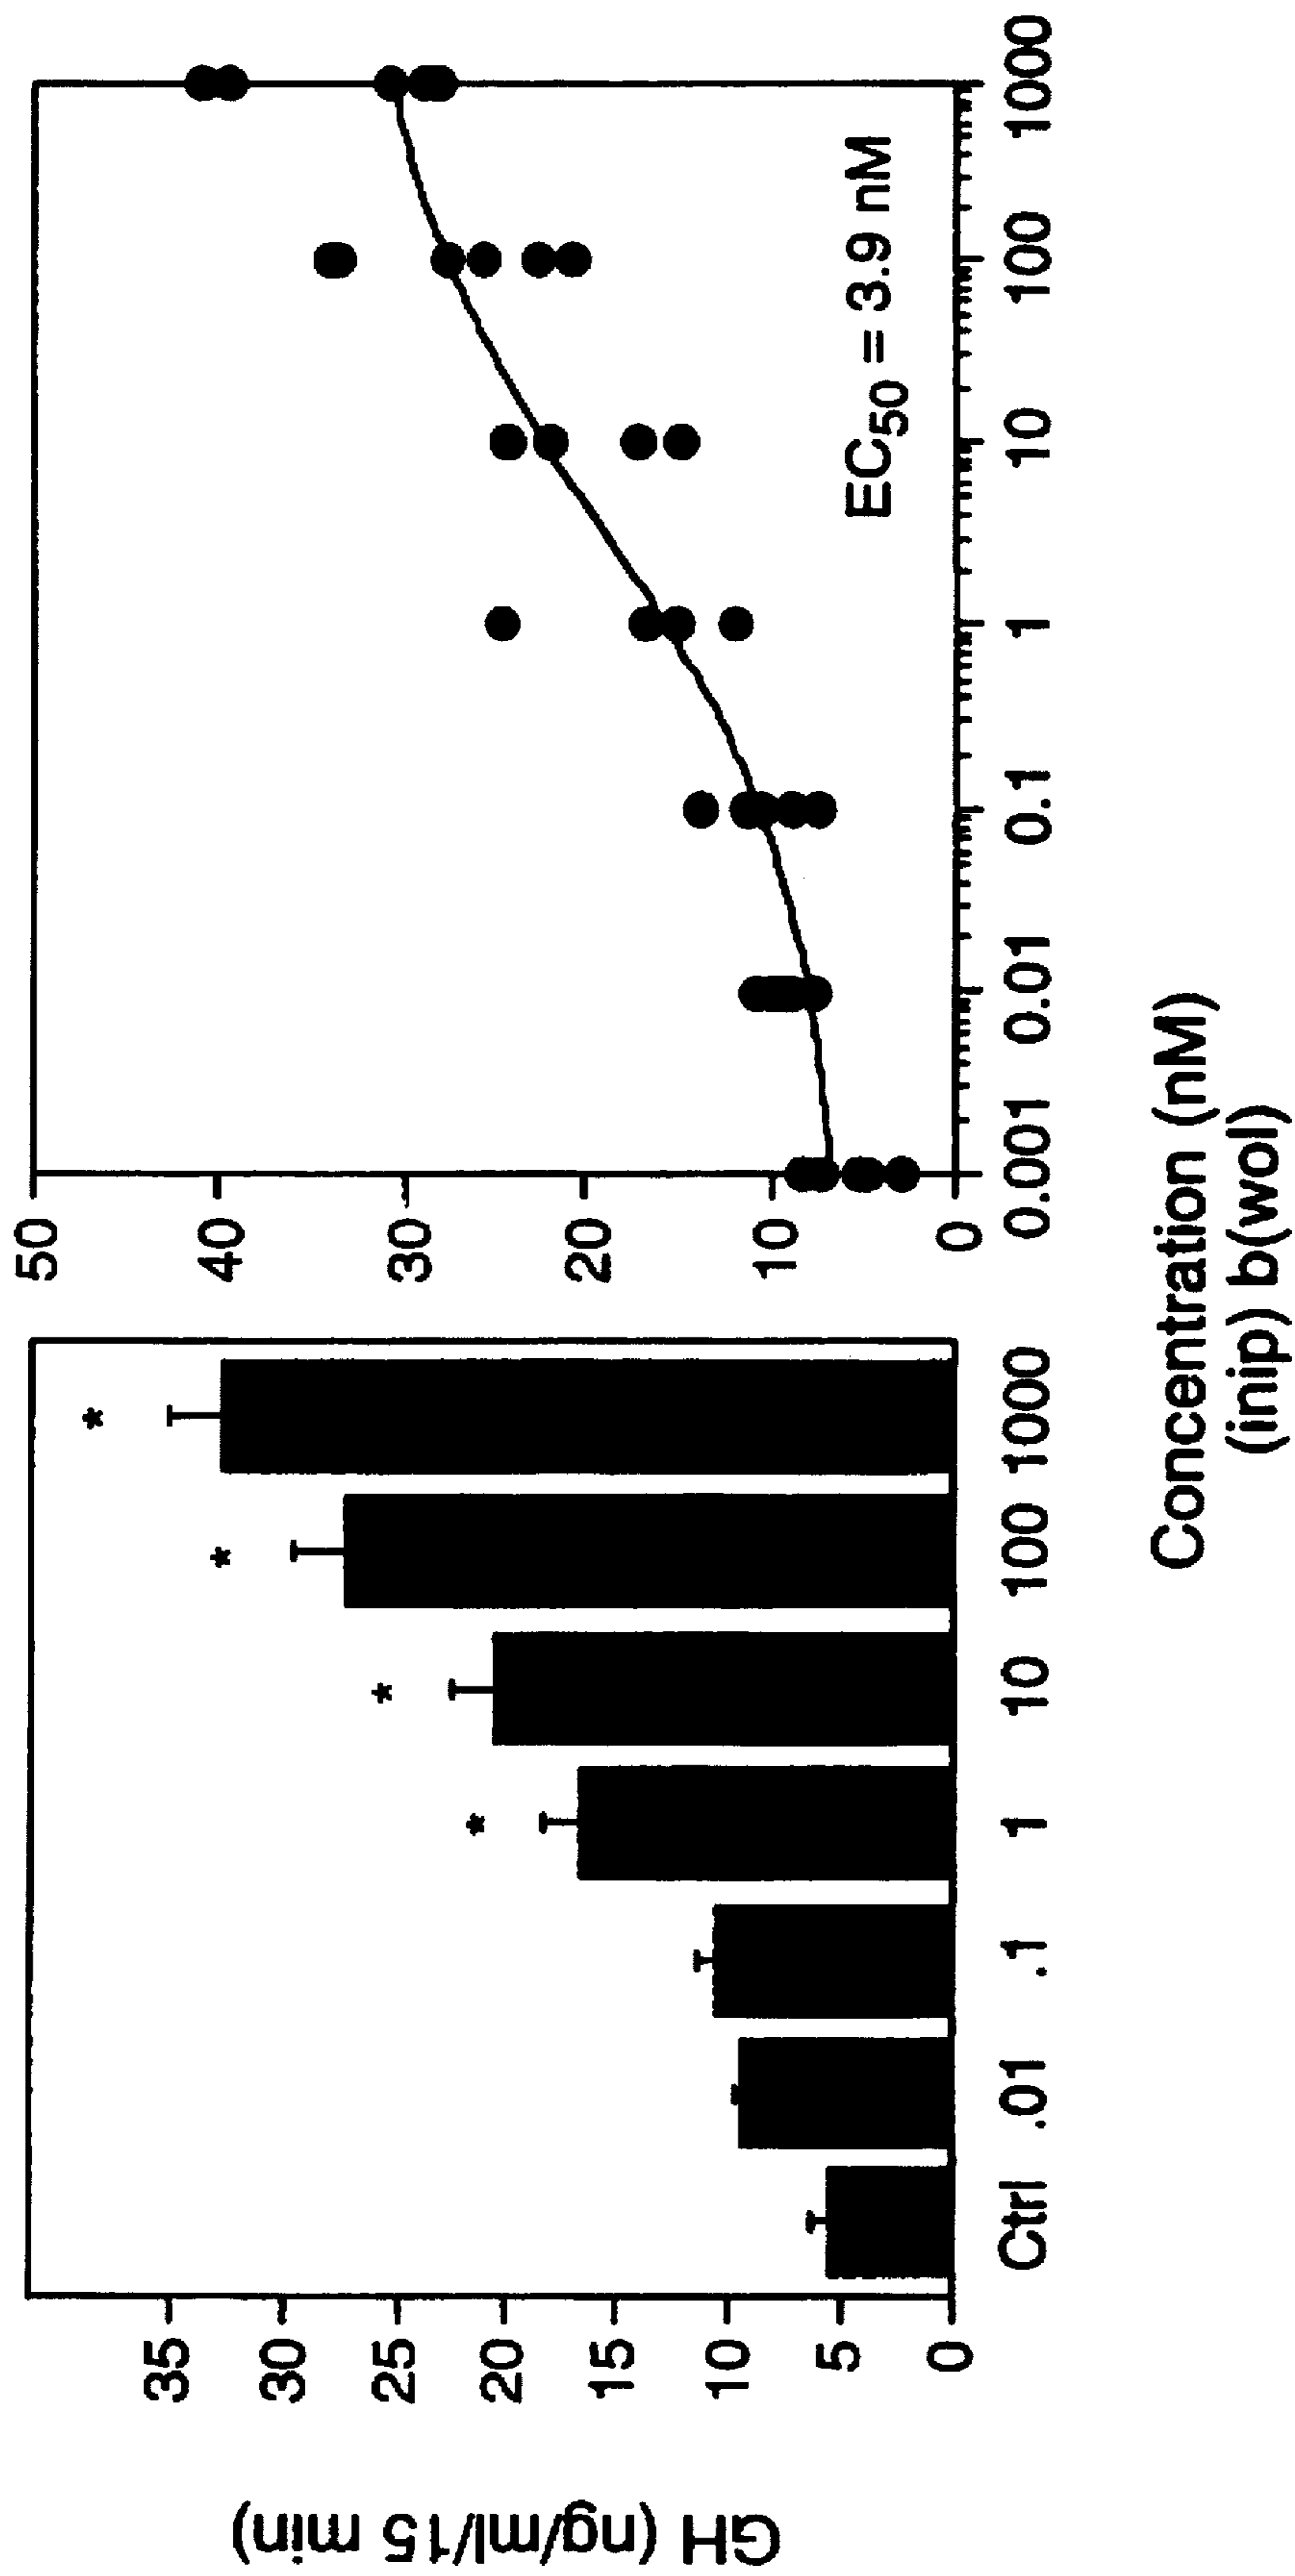 GH (ng/ml/15 min)
35
30
25
20
15
10
5
0
Ctrl .01 .1 1 10 100 1000
* * * *
50
40
30
20
10
0
0.001 0.01 0.1 1 10 100 1000
EC50 = 3.9 nM
Concentration (nM)
(inip) b(wol)